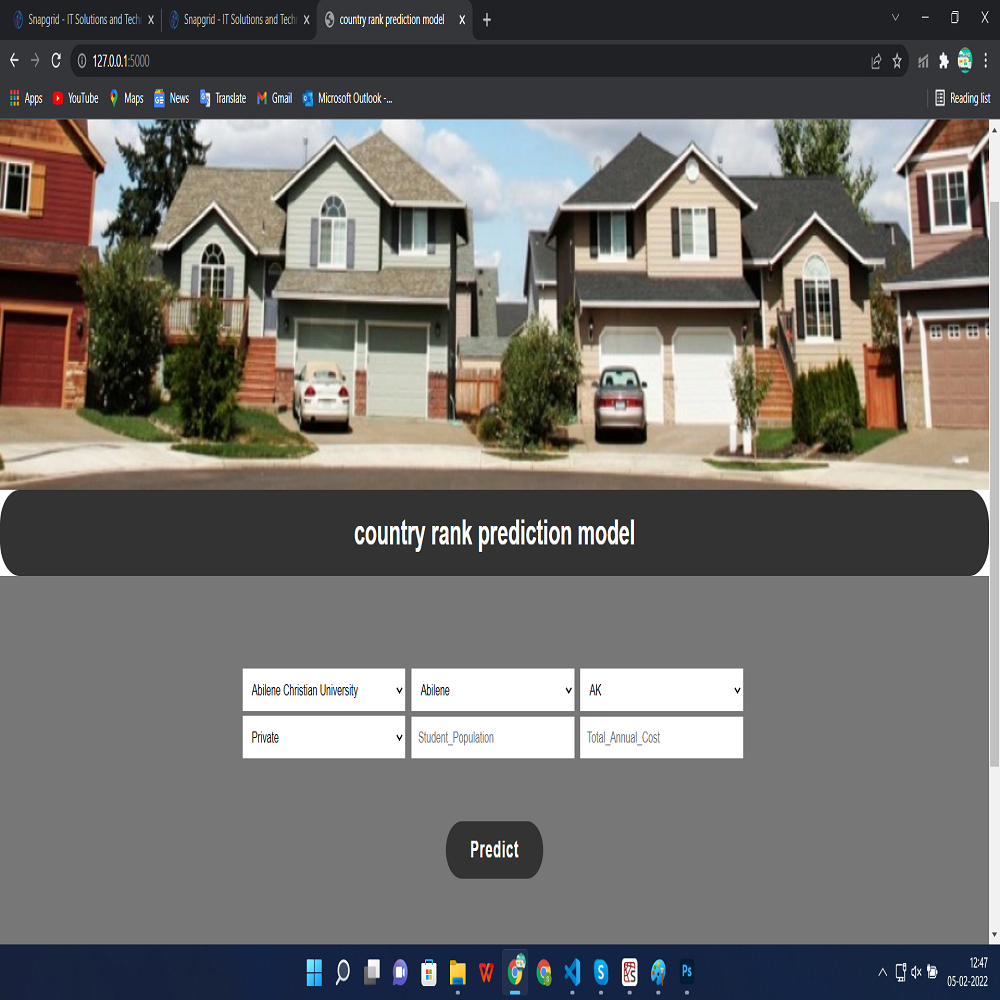 Snapgrid - IT Solutions and Tech
Snapgrid - IT Solutions and Tech
country rank prediction model
127.0.0.1:5000
Apps
YouTube
Maps
News
Translate
Gmail
Microsoft Outlook -...
Reading list
country rank prediction model
Abilene Christian University
Abilene
AK
Private
Student_Population
Total_Annual_Cost
Predict
12:47
05-02-2022